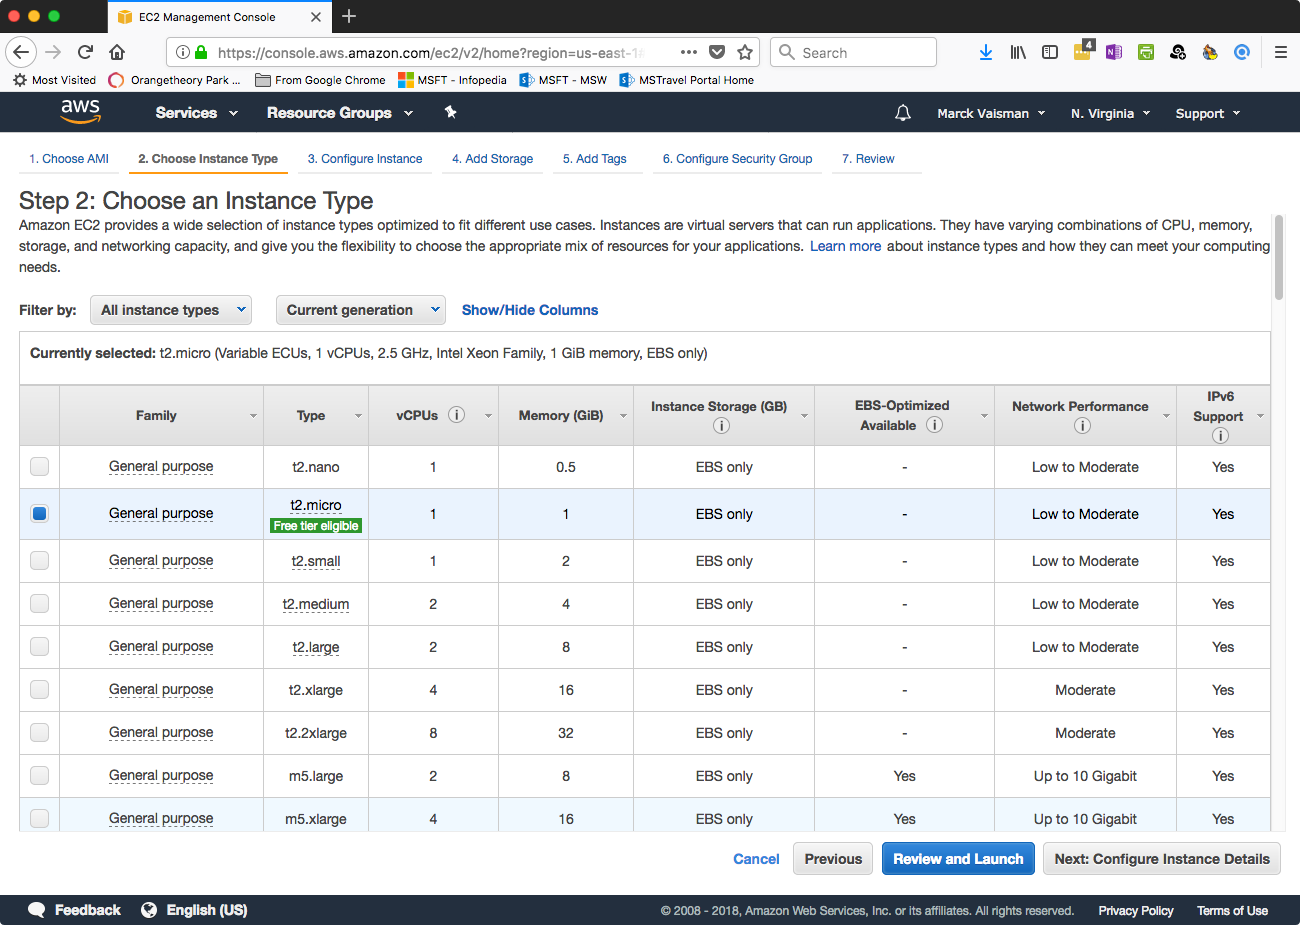 EC2 Management Console
https://console.aws.amazon.com/ec2/v2/home?region=us-east-1
Search
4
Most Visited
Orangetheory Park ...
From Google Chrome
MSFT - Infopedia
MSFT - MSW
MSTravel Portal Home
aws
Services
Resource Groups
Marck Vaisman
N. Virginia
Support
1. Choose AMI
2. Choose Instance Type
3. Configure Instance
4. Add Storage
5. Add Tags
6. Configure Security Group
7. Review
Step 2: Choose an Instance Type
Amazon EC2 provides a wide selection of instance types optimized to fit different use cases. Instances are virtual servers that can run applications. They have varying combinations of CPU, memory,
storage, and networking capacity, and give you the flexibility to choose the appropriate mix of resources for your applications. Learn more about instance types and how they can meet your computing
needs.
Filter by: All instance types Current generation Show/Hide Columns
Currently selected: t2.micro (Variable ECUs, 1 vCPUs, 2.5 GHz, Intel Xeon Family, 1 GiB memory, EBS only)
Family Type vCPUs Memory (GiB) Instance Storage (GB) EBS-Optimized Available Network Performance IPv6 Support
General purpose t2.nano 1 0.5 EBS only - Low to Moderate Yes
General purpose t2.micro Free tier eligible 1 1 EBS only - Low to Moderate Yes
General purpose t2.small 1 2 EBS only - Low to Moderate Yes
General purpose t2.medium 2 4 EBS only - Low to Moderate Yes
General purpose t2.large 2 8 EBS only - Low to Moderate Yes
General purpose t2.xlarge 4 16 EBS only - Moderate Yes
General purpose t2.2xlarge 8 32 EBS only - Moderate Yes
General purpose m5.large 2 8 EBS only Yes Up to 10 Gigabit Yes
General purpose m5.xlarge 4 16 EBS only Yes Up to 10 Gigabit Yes
Cancel Previous Review and Launch Next: Configure Instance Details
Feedback English (US) © 2008 - 2018, Amazon Web Services, Inc. or its affiliates. All rights reserved. Privacy Policy Terms of Use